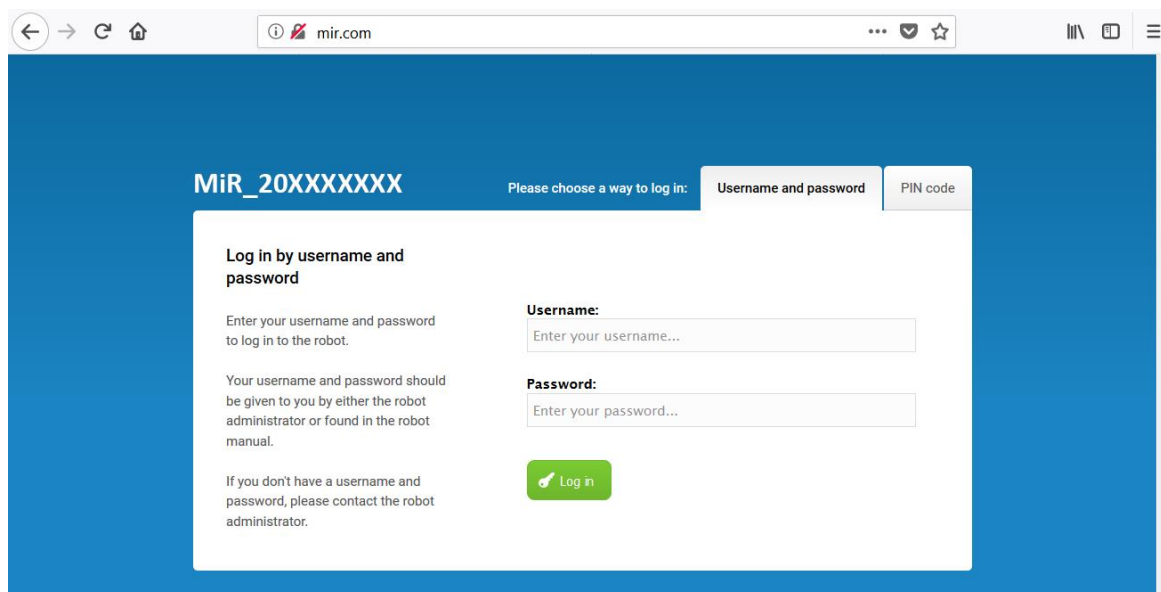 mir.com
MiR_20XXXXXXX
Please choose a way to log in:
Username and password
PIN code
Log in by username and
password
Enter your username and password
to log in to the robot.
Your username and password should
be given to you by either the robot
administrator or found in the robot
manual.
If you don't have a username and
password, please contact the robot
administrator.
Username:
Enter your username...
Password:
Enter your password...
Log in